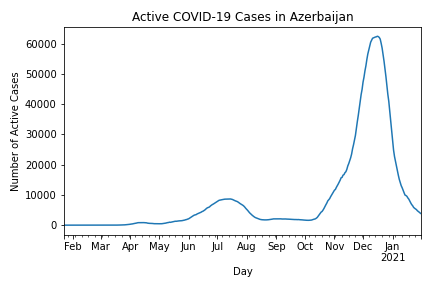 Active COVID-19 Cases in Azerbaijan
Number of Active Cases
60000
50000
40000
30000
20000
10000
0
Feb Mar Apr May Jun Jul Aug Sep Oct Nov Dec Jan
2021
Day